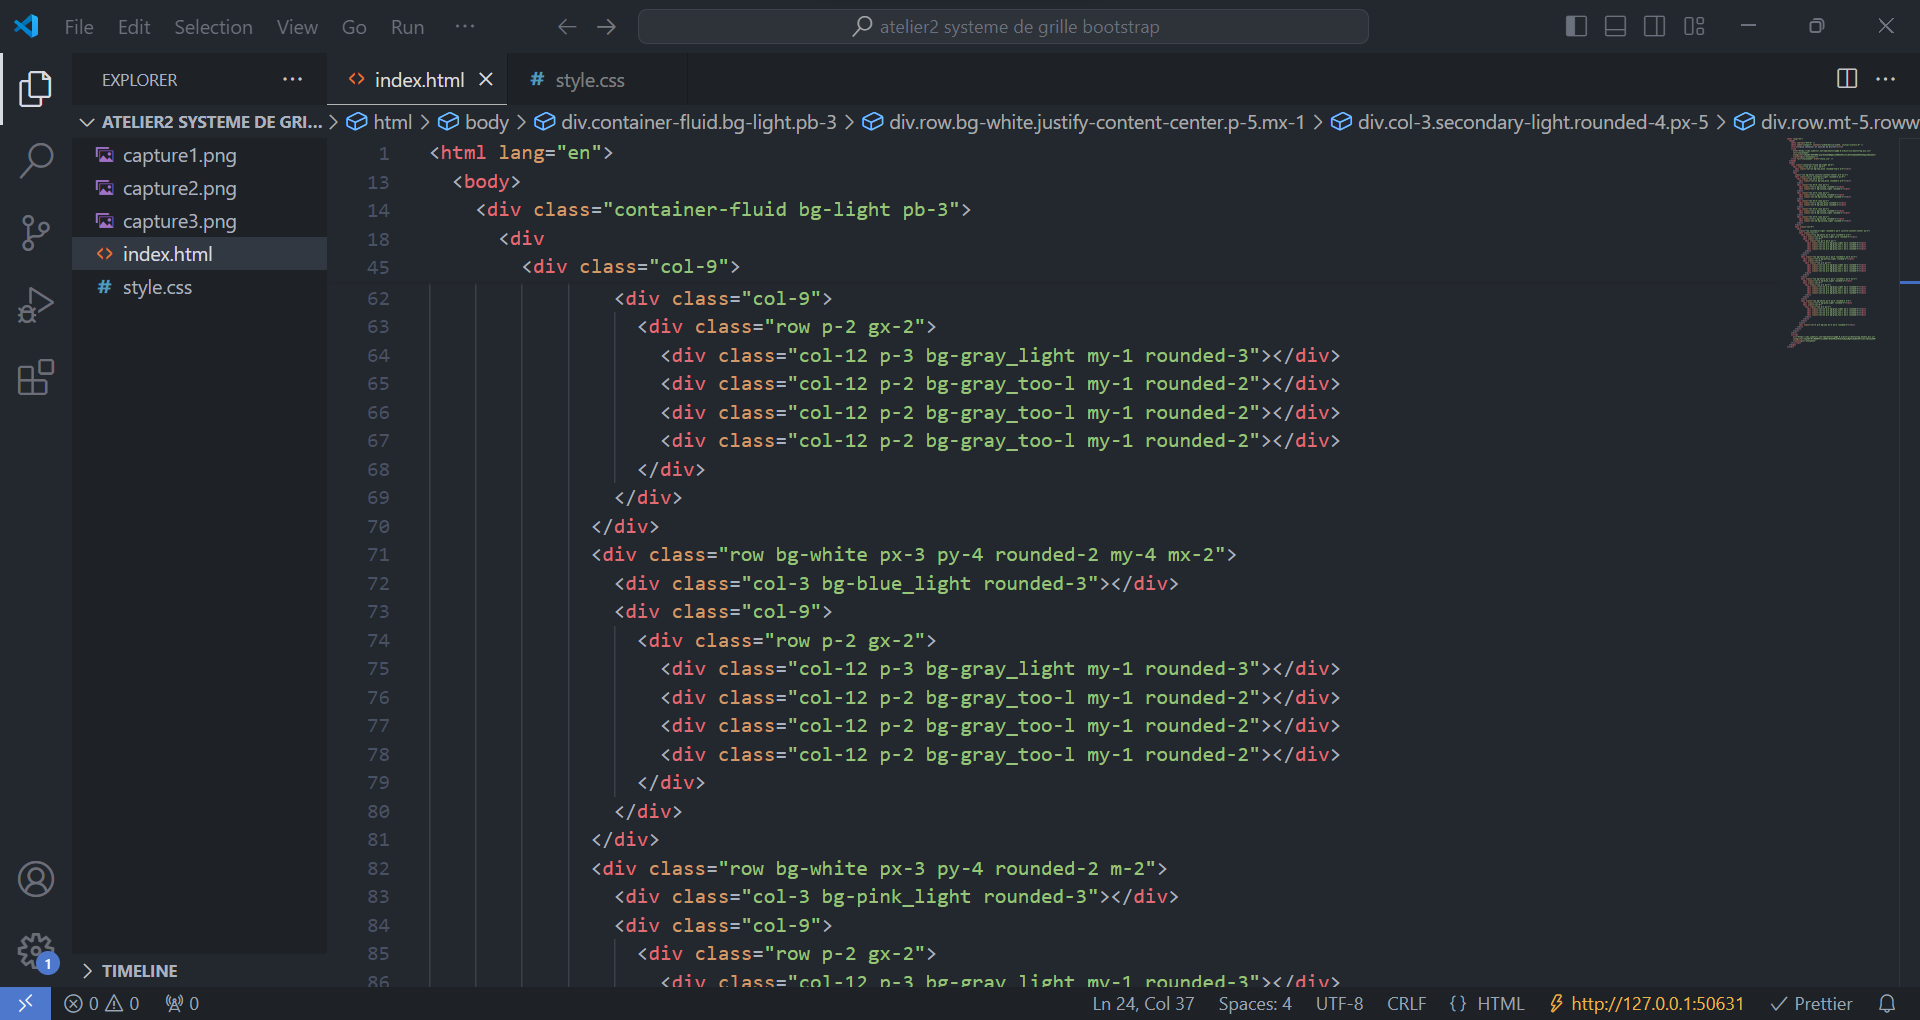 File Edit Selection View Go Run ··· atelier2 systeme de grille bootstrap
EXPLORER ···
ATELIER2 SYSTEME DE GRI...
capture1.png
capture2.png
capture3.png
<> index.html
# style.css
TIMELINE
<> index.html # style.css ···
html > body > div.container-fluid.bg-light.pb-3 > div.row.bg-white.justify-content-center.p-5.mx-1 > div.col-3.secondary-light.rounded-4.px-5 > div.row.mt-5.roww
1 <html lang="en">
13 <body>
14 <div class="container-fluid bg-light pb-3">
18 <div
45 <div class="col-9">
62 <div class="col-9">
63 <div class="row p-2 gx-2">
64 <div class="col-12 p-3 bg-gray_light my-1 rounded-3"></div>
65 <div class="col-12 p-2 bg-gray_too-l my-1 rounded-2"></div>
66 <div class="col-12 p-2 bg-gray_too-l my-1 rounded-2"></div>
67 <div class="col-12 p-2 bg-gray_too-l my-1 rounded-2"></div>
68 </div>
69 </div>
70 </div>
71 <div class="row bg-white px-3 py-4 rounded-2 my-4 mx-2">
72 <div class="col-3 bg-blue_light rounded-3"></div>
73 <div class="col-9">
74 <div class="row p-2 gx-2">
75 <div class="col-12 p-3 bg-gray_light my-1 rounded-3"></div>
76 <div class="col-12 p-2 bg-gray_too-l my-1 rounded-2"></div>
77 <div class="col-12 p-2 bg-gray_too-l my-1 rounded-2"></div>
78 <div class="col-12 p-2 bg-gray_too-l my-1 rounded-2"></div>
79 </div>
80 </div>
81 </div>
82 <div class="row bg-white px-3 py-4 rounded-2 m-2">
83 <div class="col-3 bg-pink_light rounded-3"></div>
84 <div class="col-9">
85 <div class="row p-2 gx-2">
86 <div class="col-12 p-3 bg-gray_light my-1 rounded-3"></div>
1
0 0 0 Ln 24, Col 37 Spaces: 4 UTF-8 CRLF {} HTML http://127.0.0.1:50631 Prettier